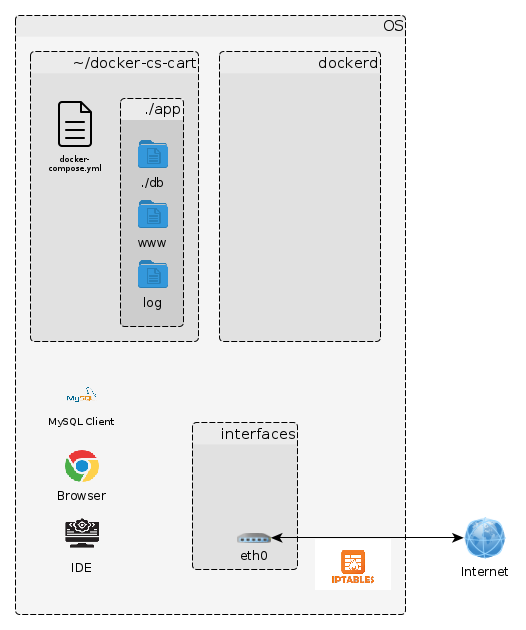 OS
~/docker-cs-cart
dockerd
./app
docker-
compose.yml
./db
www
log
MySQL
MySQL Client
interfaces
Browser
IDE
eth0
IPTABLES
Internet